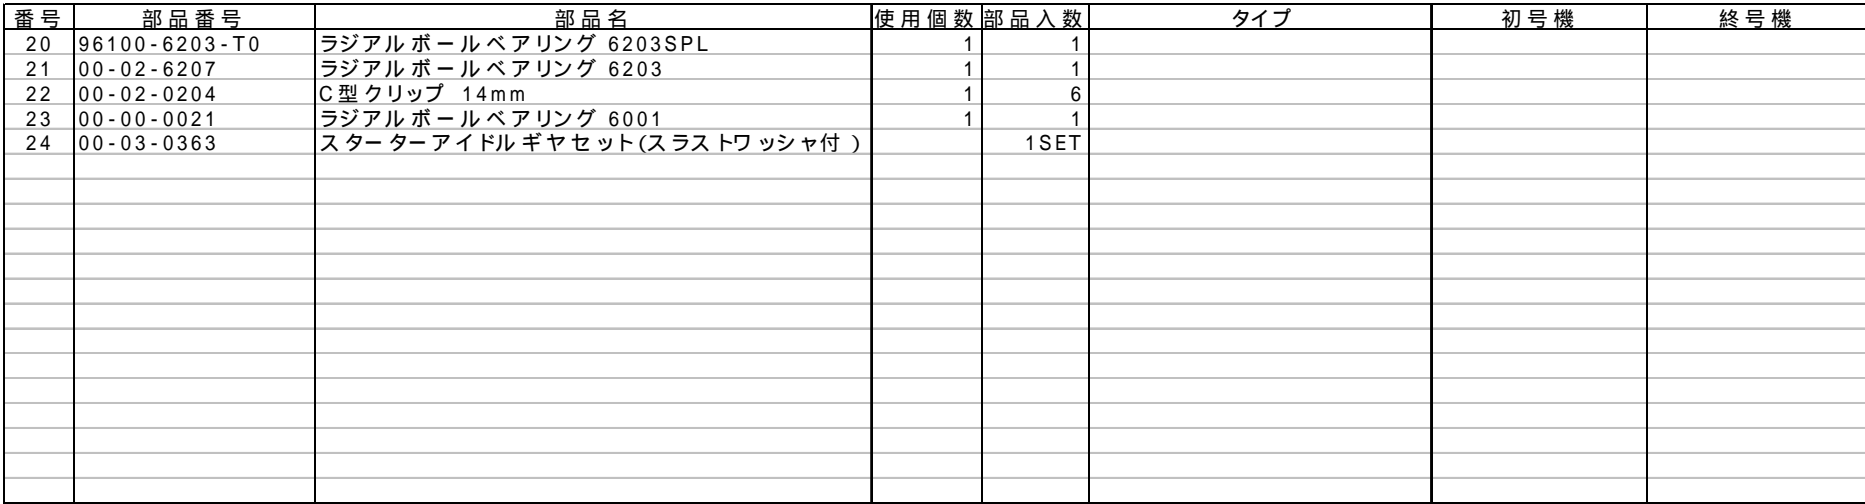 番号 部品番号 部品名 使用個数 部品入数 タイプ 初号機 終号機
20 96100-6203-T0 ラジアルボールベアリング 6203SPL 1 1
21 00-02-6207 ラジアルボールベアリング 6203 1 1
22 00-02-0204 C型クリップ 14mm 1 6
23 00-00-0021 ラジアルボールベアリング 6001 1 1
24 00-03-0363 スターターアイドルギヤセット(スラストワッシャ付 ) 1SET